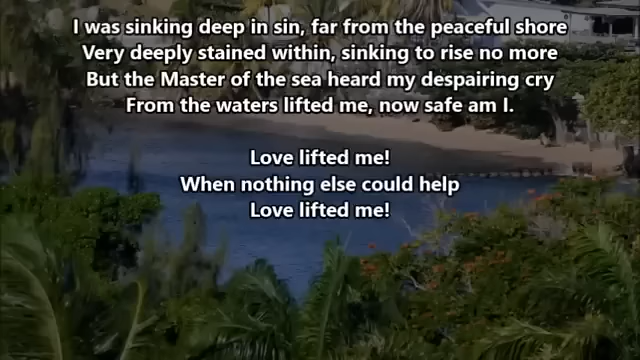 I was sinking deep in sin, far from the peaceful shore
Very deeply stained within, sinking to rise no more
But the Master of the sea heard my despairing cry
From the waters lifted me, now safe am I.
Love lifted me!
When nothing else could help
Love lifted me!